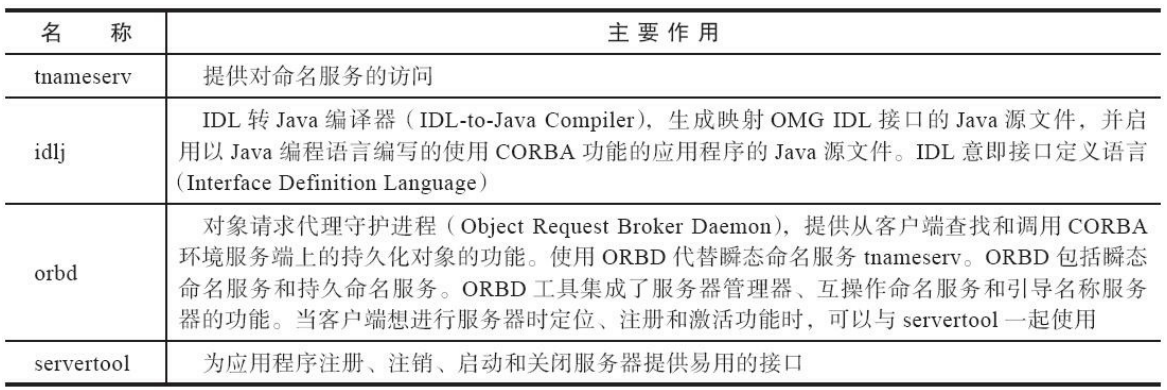 名 称 主 要 作 用
tnameserv 提供对命名服务的访问
IDL 转 Java 编译器（IDL-to-Java Compiler），生成映射 OMG IDL 接口的 Java 源文件，并启
idlj 用以 Java 编程语言编写的使用 CORBA 功能的应用程序的 Java 源文件。IDL 意即接口定义语言
（Interface Definition Language）
对象请求代理守护进程（Object Request Broker Daemon），提供从客户端查找和调用 CORBA
环境服务端上的持久化对象的功能。使用 ORBD 代替瞬态命名服务 tnameserv。ORBD 包括瞬态
orbd 命名服务和持久命名服务。ORBD 工具集成了服务器管理器、互操作命名服务和引导名称服务
器的功能。当客户端想进行服务器时定位、注册和激活功能时，可以与 servertool 一起使用
servertool 为应用程序注册、注销、启动和关闭服务器提供易用的接口